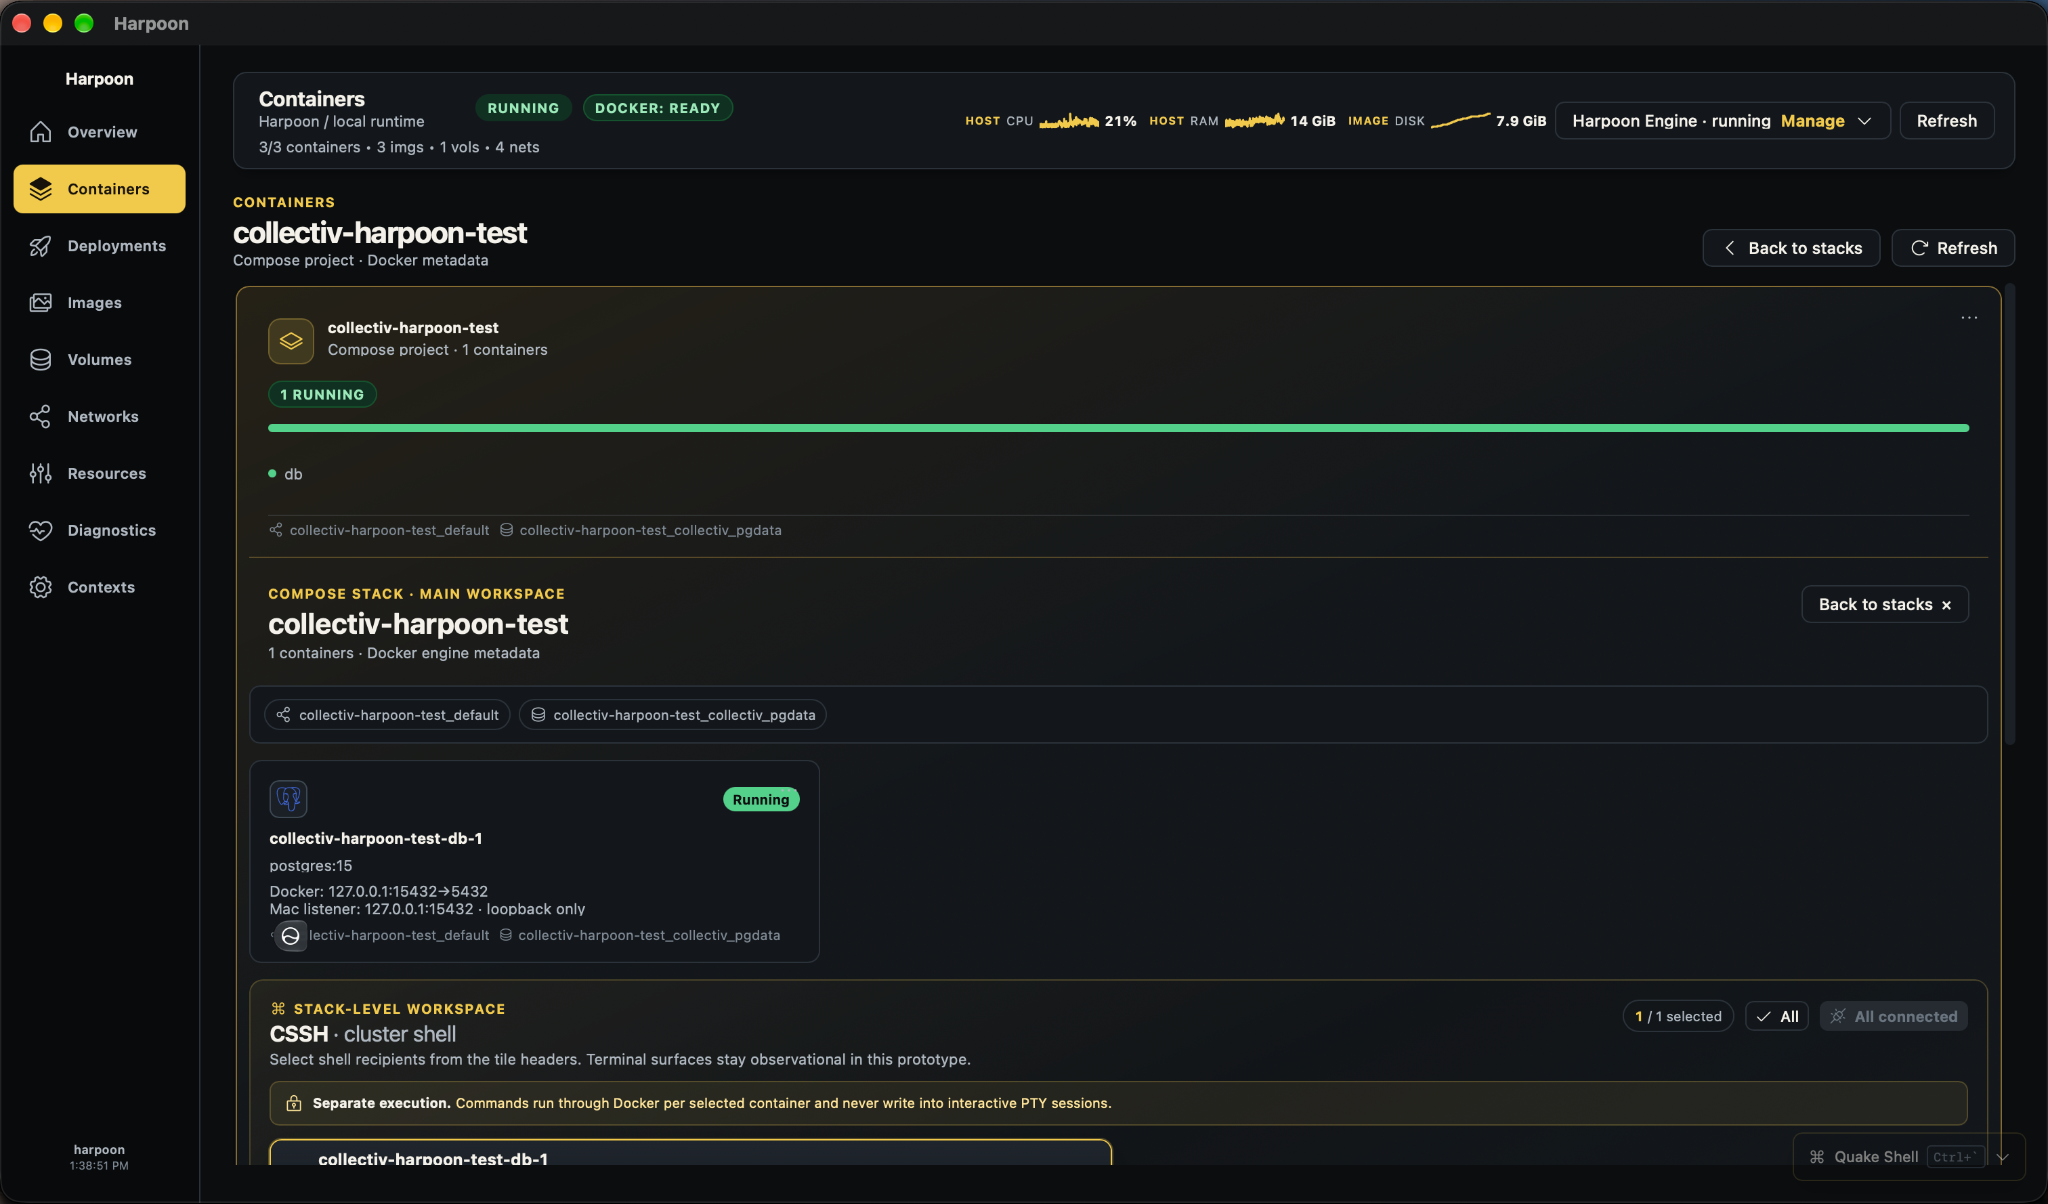 Harpoon
Harpoon
Overview
Containers
Deployments
Images
Volumes
Networks
Resources
Diagnostics
Contexts
harpoon
1:38:51 PM
Containers
RUNNING
DOCKER: READY
Harpoon / local runtime
3/3 containers • 3 imgs • 1 vols • 4 nets
HOST CPU 21% HOST RAM 14 GiB IMAGE DISK 7.9 GiB
Harpoon Engine · running Manage
Refresh
CONTAINERS
collectiv-harpoon-test
Compose project · Docker metadata
Back to stacks
Refresh
collectiv-harpoon-test
Compose project · 1 containers
...
1 RUNNING
db
collectiv-harpoon-test_default collectiv-harpoon-test_collectiv_pgdata
COMPOSE STACK · MAIN WORKSPACE
collectiv-harpoon-test
1 containers · Docker engine metadata
Back to stacks ×
collectiv-harpoon-test_default collectiv-harpoon-test_collectiv_pgdata
Running
collectiv-harpoon-test-db-1
postgres:15
Docker: 127.0.0.1:15432→5432
Mac listener: 127.0.0.1:15432 · loopback only
lectiv-harpoon-test_default collectiv-harpoon-test_collectiv_pgdata
⌘ STACK-LEVEL WORKSPACE
CSSH · cluster shell
Select shell recipients from the tile headers. Terminal surfaces stay observational in this prototype.
1 / 1 selected
All
All connected
Separate execution. Commands run through Docker per selected container and never write into interactive PTY sessions.
collectiv-harpoon-test-db-1
⌘ Quake Shell Ctrl+`